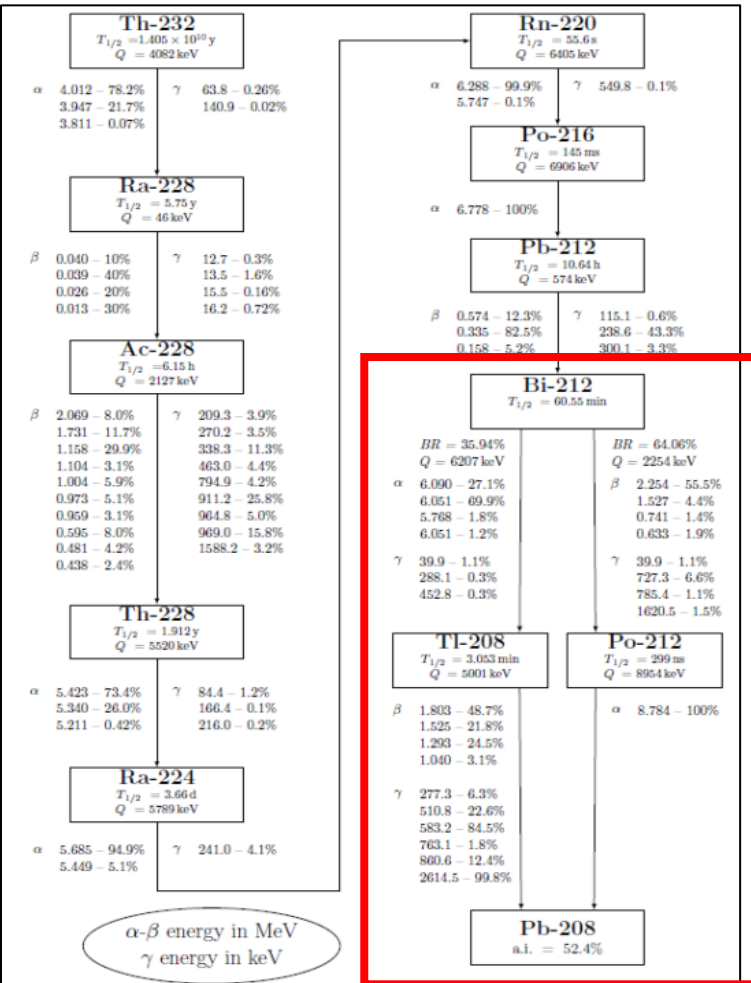 Th-232
T1/2 =1.405 × 10^10 y
Q = 4082 keV
α 4.012 – 78.2% γ 63.8 – 0.26%
3.947 – 21.7% 140.9 – 0.02%
3.811 – 0.07%
Ra-228
T1/2 = 5.75 y
Q = 46 keV
β 0.040 – 10% γ 12.7 – 0.3%
0.039 – 40% 13.5 – 1.6%
0.026 – 20% 15.5 – 0.16%
0.013 – 30% 16.2 – 0.72%
Ac-228
T1/2 =6.15 h
Q = 2127 keV
β 2.069 – 8.0% γ 209.3 – 3.9%
1.731 – 11.7% 270.2 – 3.5%
1.158 – 29.9% 338.3 – 11.3%
1.104 – 3.1% 463.0 – 4.4%
1.004 – 5.9% 794.9 – 4.2%
0.973 – 5.1% 911.2 – 25.8%
0.959 – 3.1% 964.8 – 5.0%
0.595 – 8.0% 969.0 – 15.8%
0.481 – 4.2% 1588.2 – 3.2%
0.438 – 2.4%
Th-228
T1/2 = 1.912 y
Q = 5520 keV
α 5.423 – 73.4% γ 84.4 – 1.2%
5.340 – 26.0% 166.4 – 0.1%
5.211 – 0.42% 216.0 – 0.2%
Ra-224
T1/2 = 3.66 d
Q = 5789 keV
α 5.685 – 94.9% γ 241.0 – 4.1%
5.449 – 5.1%
α-β energy in MeV
γ energy in keV
Rn-220
T1/2 = 55.6 s
Q = 6405 keV
α 6.288 – 99.9% γ 549.8 – 0.1%
5.747 – 0.1%
Po-216
T1/2 = 145 ms
Q = 6906 keV
α 6.778 – 100%
Pb-212
T1/2 = 10.64 h
Q = 574 keV
β 0.574 – 12.3% γ 115.1 – 0.6%
0.335 – 82.5% 238.6 – 43.3%
0.158 – 5.2% 300.1 – 3.3%
Bi-212
T1/2 = 60.55 min
BR = 35.94% BR = 64.06%
Q = 6207 keV Q = 2254 keV
α 6.090 – 27.1% β 2.254 – 55.5%
6.051 – 69.9% 1.527 – 4.4%
5.768 – 1.8% 0.741 – 1.4%
6.051 – 1.2% 0.633 – 1.9%
γ 39.9 – 1.1% γ 39.9 – 1.1%
288.1 – 0.3% 727.3 – 6.6%
452.8 – 0.3% 785.4 – 1.1%
1620.5 – 1.5%
Tl-208 Po-212
T1/2 = 3.053 min T1/2 = 299 ns
Q = 5001 keV Q = 8954 keV
β 1.803 – 48.7% α 8.784 – 100%
1.525 – 21.8%
1.293 – 24.5%
1.040 – 3.1%
γ 277.3 – 6.3%
510.8 – 22.6%
583.2 – 84.5%
763.1 – 1.8%
860.6 – 12.4%
2614.5 – 99.8%
Pb-208
a.i. = 52.4%